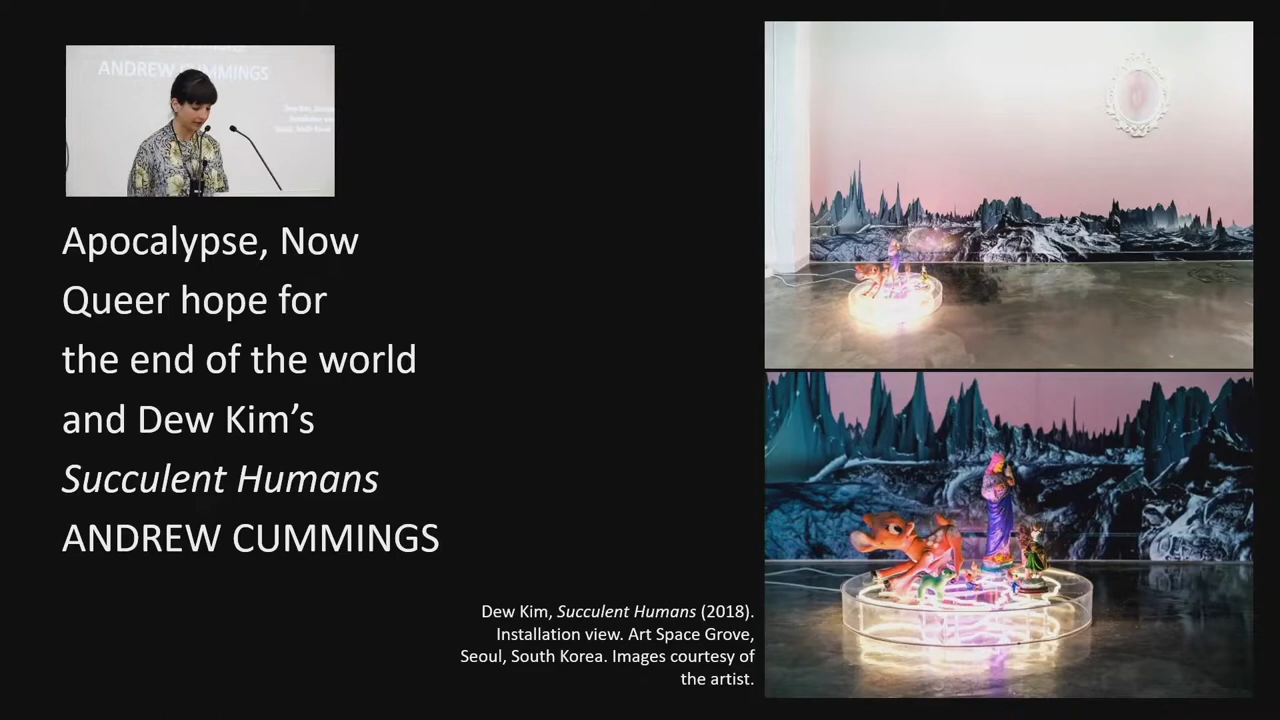 ANDREW CUMMINGS
Apocalypse, Now
Queer hope for
the end of the world
and Dew Kim’s
Succulent Humans
ANDREW CUMMINGS
Dew Kim, Succulent Humans (2018).
Installation view. Art Space Grove,
Seoul, South Korea. Images courtesy of
the artist.